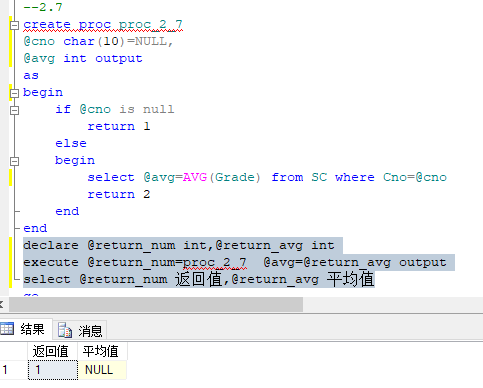 --2.7
create proc proc_2_7
@cno char(10)=NULL,
@avg int output
as
begin
if @cno is null
return 1
else
begin
select @avg=AVG(Grade) from SC where Cno=@cno
return 2
end
end
declare @return_num int,@return_avg int
execute @return_num=proc_2_7  @avg=@return_avg output
select @return_num 返回值,@return_avg 平均值
go
结果 消息
返回值 平均值
1 1 NULL